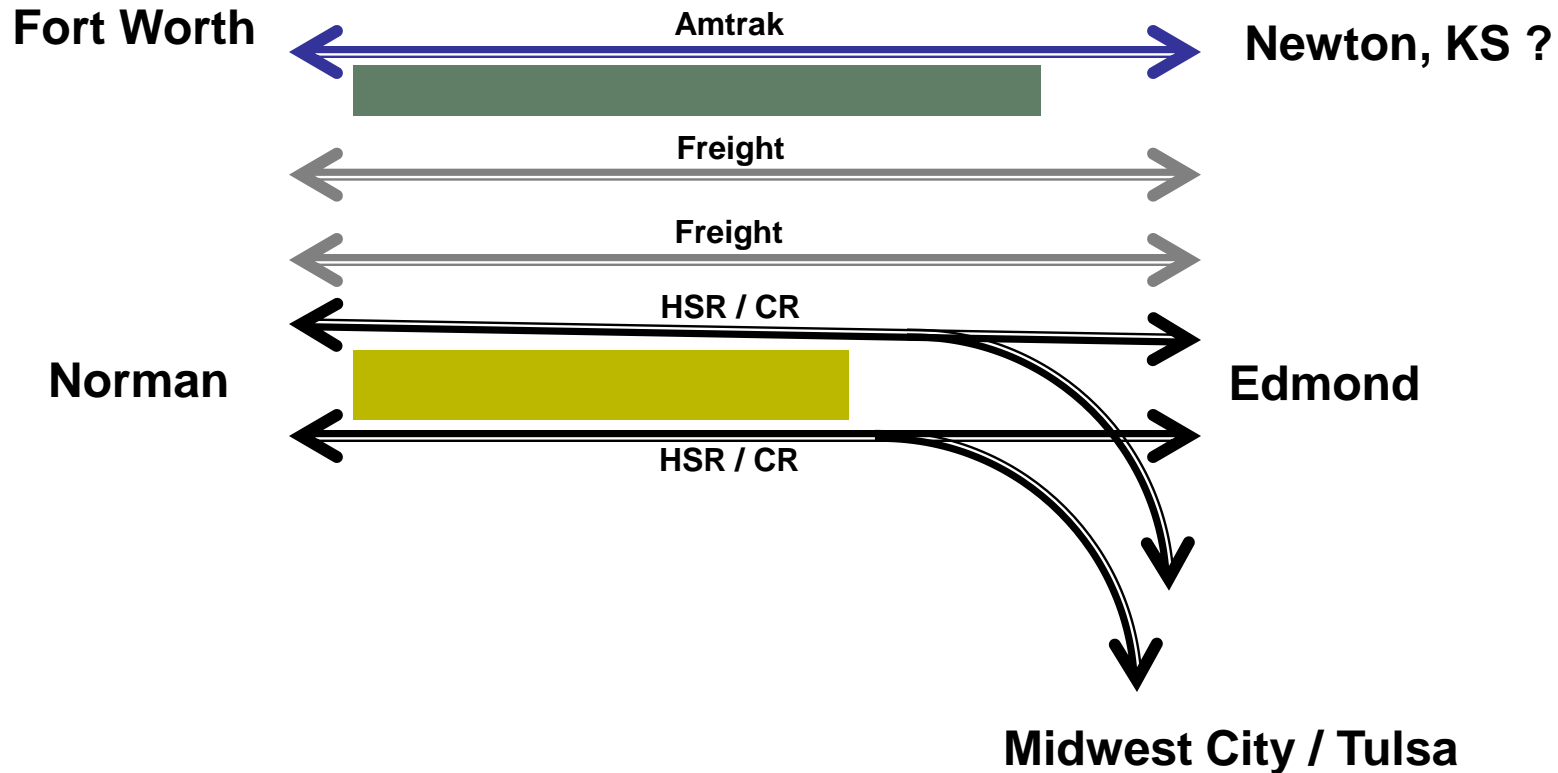 Fort Worth
Amtrak
Newton, KS ?
Freight
Freight
HSR / CR
Norman
Edmond
HSR / CR
Midwest City / Tulsa